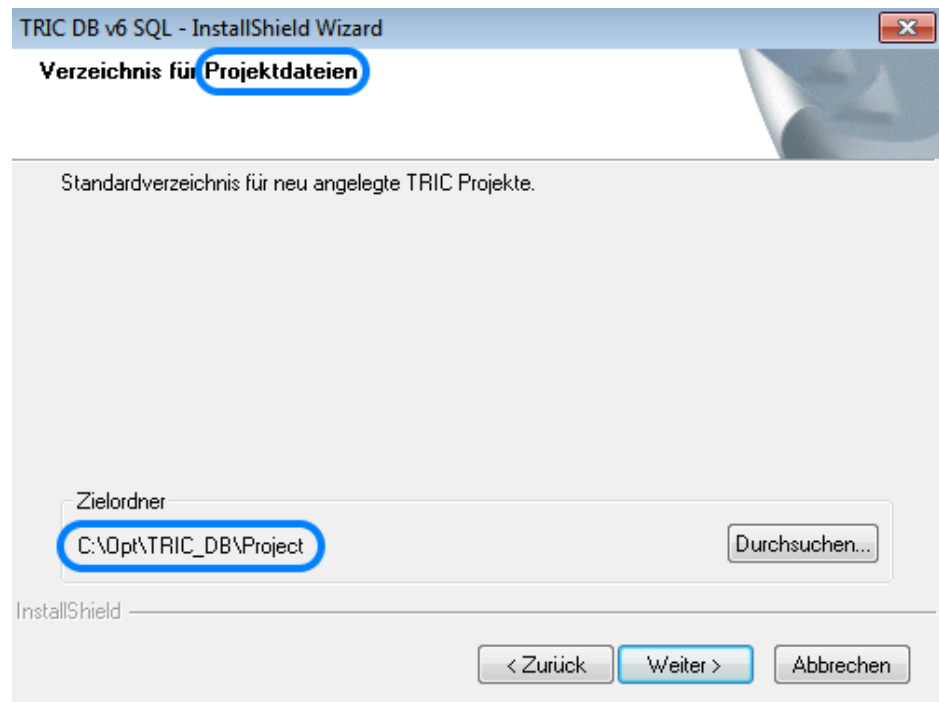 TRIC DB v6 SQL - InstallShield Wizard
Verzeichnis für Projektdateien
Standardverzeichnis für neu angelegte TRIC Projekte.
Zielordner
C:\Opt\TRIC_DB\Project
Durchsuchen...
InstallShield
< Zurück
Weiter >
Abbrechen